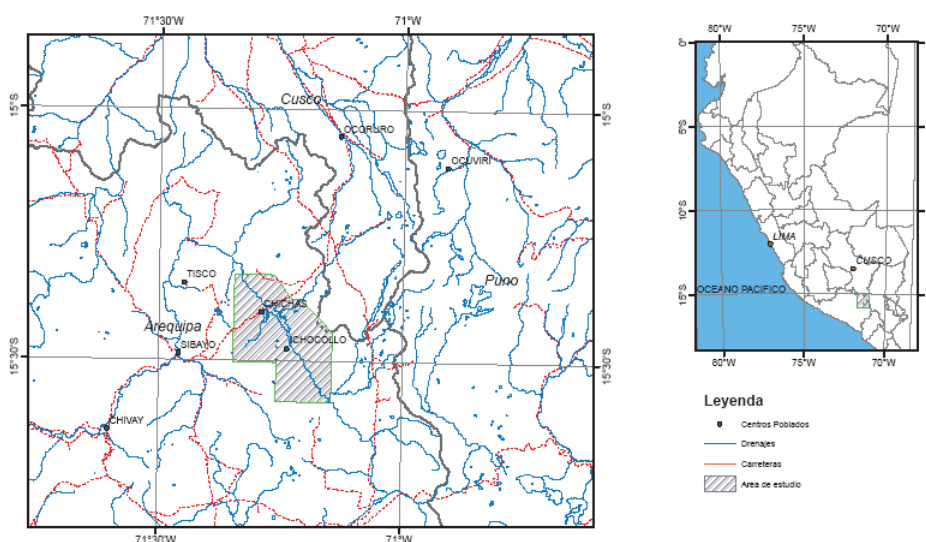 71°30'W
71°W
15°S
15°S
Cusco
OCORURO
OCUVIRI
TISCO
Puno
CHICHAS
Arequipa
SIBAYO
CHOCOLLO
15°30'S
15°30'S
CHIVAY
71°30'W
71°W
80°W
75°W
70°W
0°
5°S
10°S
LIMA
CUSCO
OCEANO PACIFICO
15°S
80°W
75°W
70°W
Leyenda
Centros Poblados
Drenajes
Carreteras
Area de estudio